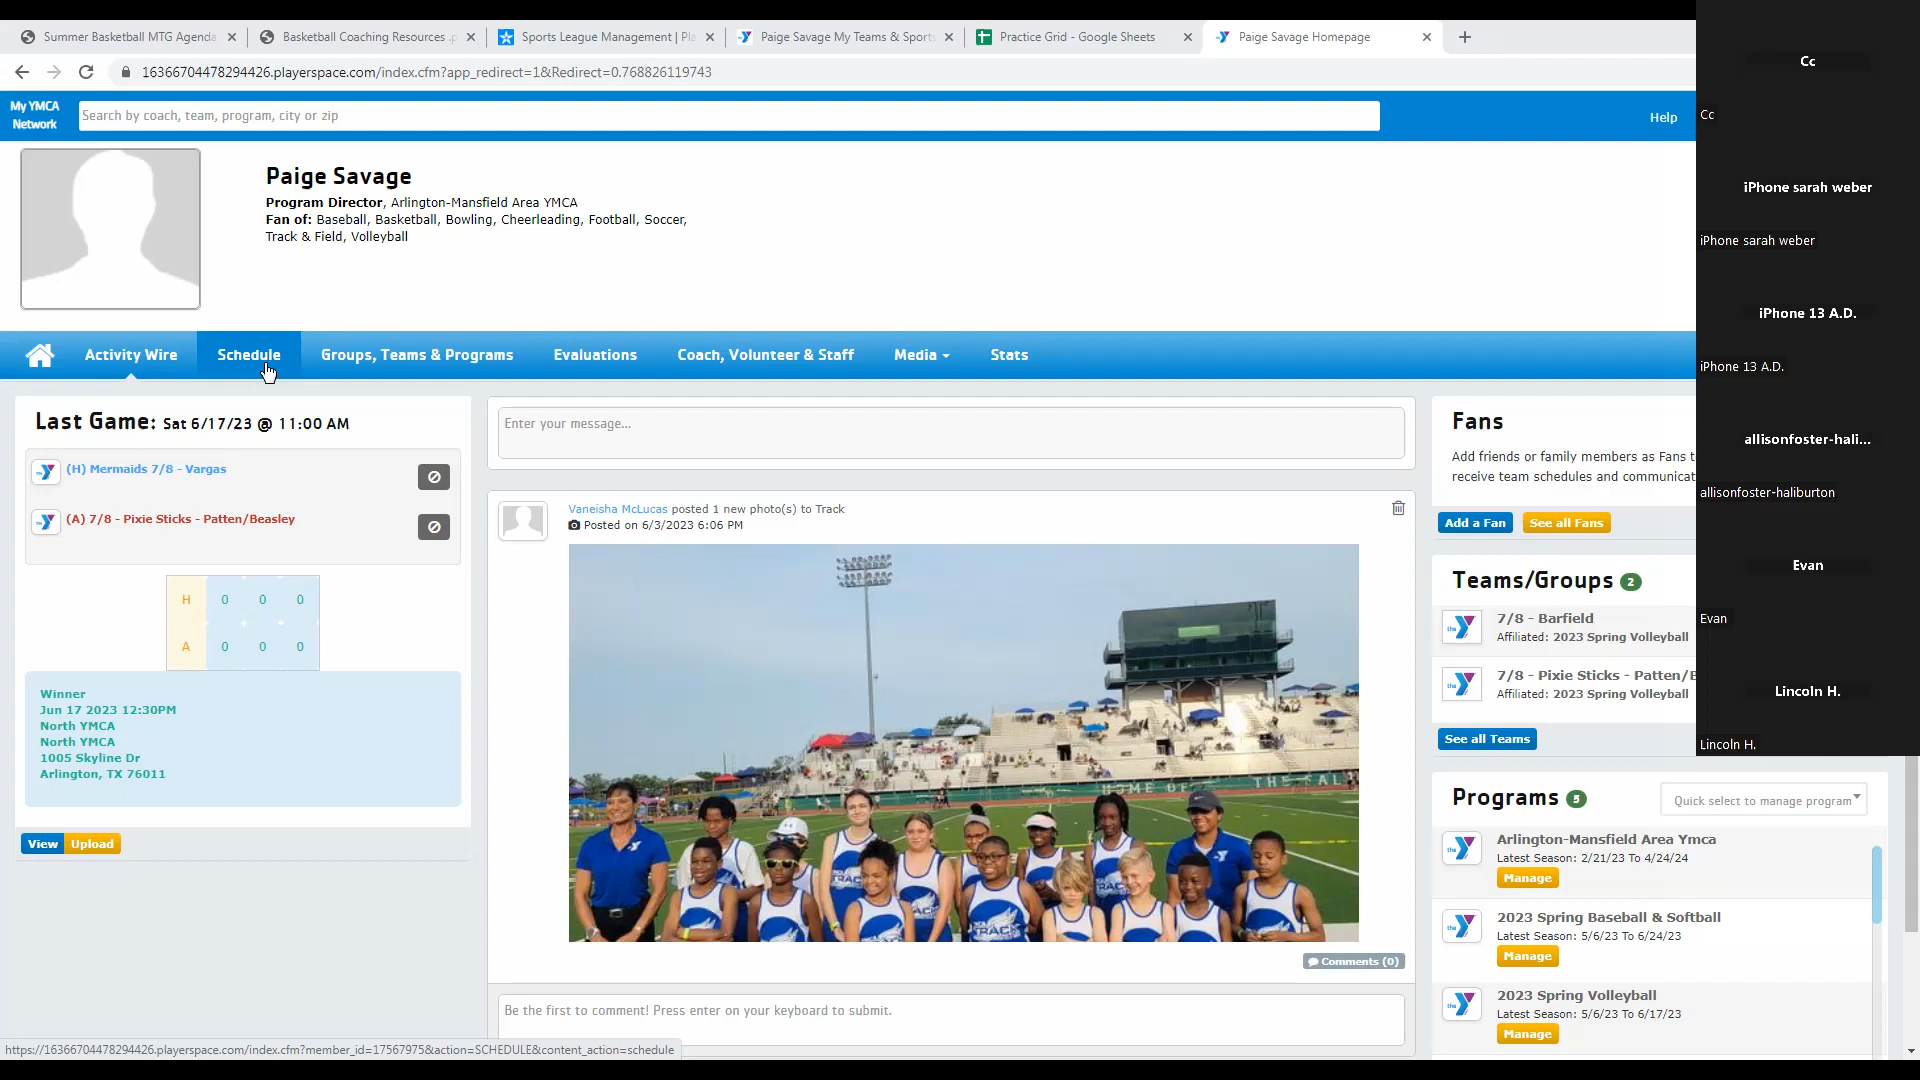 Summer Basketball MTG Agenda
Basketball Coaching Resources .p
Sports League Management | Pla
Paige Savage My Teams & Sports
Practice Grid - Google Sheets
Paige Savage Homepage
16366704478294426.playerspace.com/index.cfm?app_redirect=1&Redirect=0.768826119743
My YMCA
Network
Search by coach, team, program, city or zip
Help
Paige Savage
Program Director, Arlington-Mansfield Area YMCA
Fan of: Baseball, Basketball, Bowling, Cheerleading, Football, Soccer,
Track & Field, Volleyball
Activity Wire
Schedule
Groups, Teams & Programs
Evaluations
Coach, Volunteer & Staff
Media
Stats
Last Game: Sat 6/17/23 @ 11:00 AM
(H) Mermaids 7/8 - Vargas
(A) 7/8 - Pixie Sticks - Patten/Beasley
H 0 0 0
A 0 0 0
Winner
Jun 17 2023 12:30PM
North YMCA
North YMCA
1005 Skyline Dr
Arlington, TX 76011
View
Upload
Enter your message...
Vaneisha McLucas posted 1 new photo(s) to Track
Posted on 6/3/2023 6:06 PM
HOME OF THE FAL
TRACK
Comments (0)
Be the first to comment! Press enter on your keyboard to submit.
Fans
Add friends or family members as Fans t
receive team schedules and communicat
Add a Fan
See all Fans
Teams/Groups 2
7/8 - Barfield
Affiliated: 2023 Spring Volleyball
7/8 - Pixie Sticks - Patten/B
Affiliated: 2023 Spring Volleyball
See all Teams
Programs 5
Quick select to manage program
Arlington-Mansfield Area Ymca
Latest Season: 2/21/23 To 4/24/24
Manage
2023 Spring Baseball & Softball
Latest Season: 5/6/23 To 6/24/23
Manage
2023 Spring Volleyball
Latest Season: 5/6/23 To 6/17/23
Manage
Cc
Cc
iPhone sarah weber
iPhone sarah weber
iPhone 13 A.D.
iPhone 13 A.D.
allisonfoster-hali...
allisonfoster-haliburton
Evan
Evan
Lincoln H.
Lincoln H.
https://16366704478294426.playerspace.com/index.cfm?member_id=17567975&action=SCHEDULE&content_action=schedule